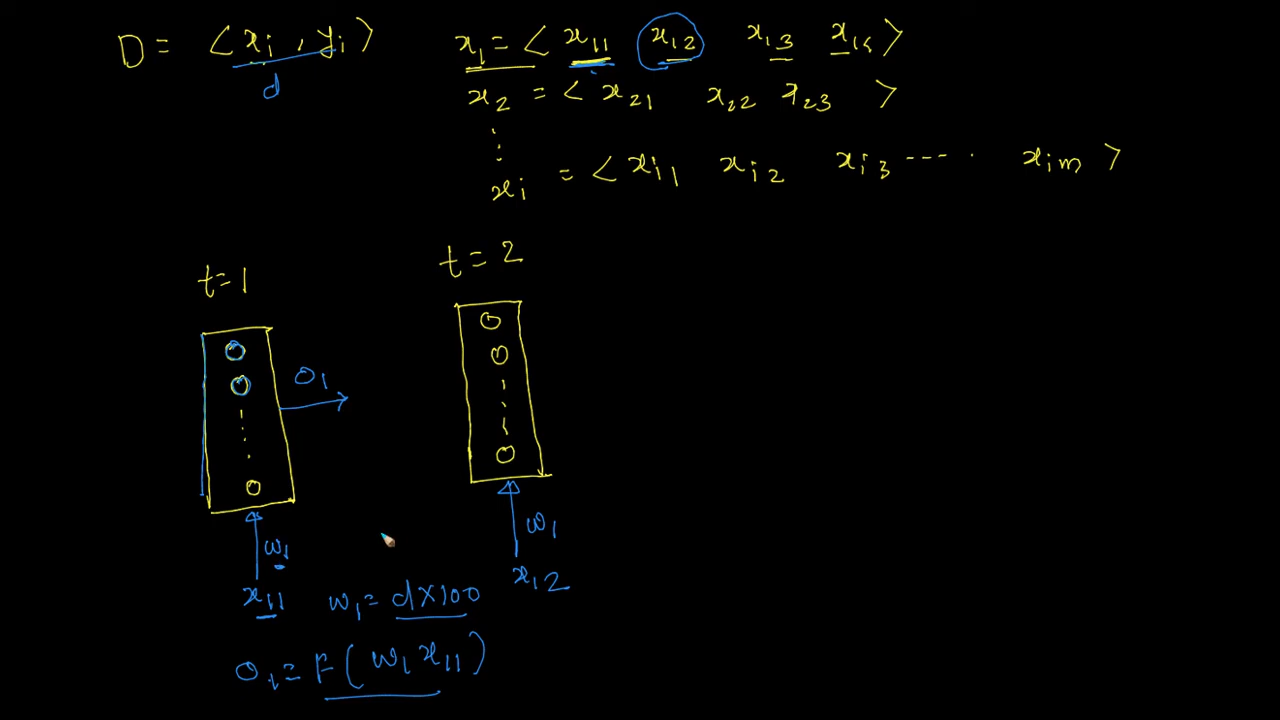 D = < xi , yi > x1 = < x11 x12 x13 x14 >
d x2 = < x21 x22 x23 >
xi = < xi1 xi2 xi3 ---- · xim >
t=1 t=2
O1
w1 w1
x11 w1 = d×100 x12
O1 = F( w1 x11 )